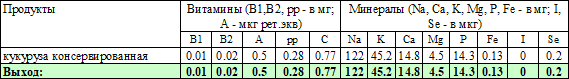 Продукты Витамины (B1,B2, pp - в мг; Минералы (Na, Ca, K, Mg, P, Fe - в мг; I,
A - мкг рет.экв) Se - в мкг)
B1 B2 A pp C Na K Ca Mg P Fe I Se
кукуруза консервированная 0.01 0.02 0.5 0.28 0.77 122 45.2 14.8 4.5 14.3 0.13 0 0.2
Выход: 0.01 0.02 0.5 0.28 0.77 122 45.2 14.8 4.5 14.3 0.13 0 0.2